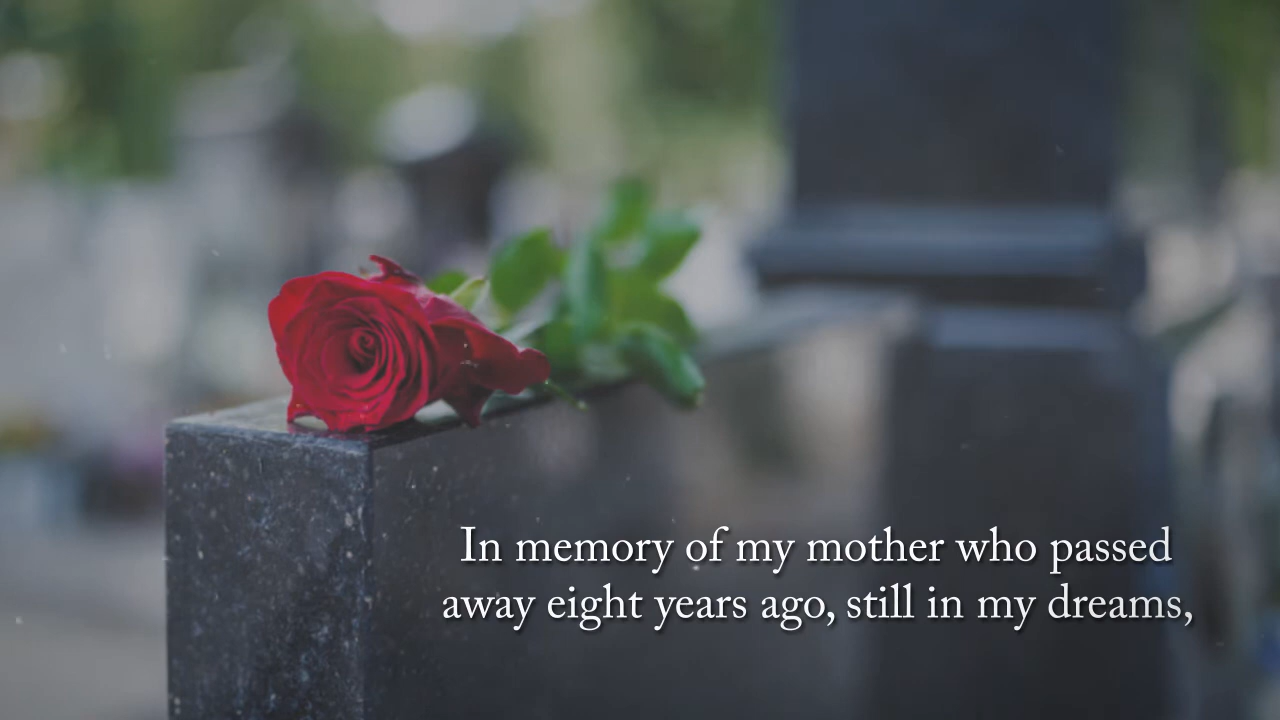 In memory of my mother who passed
away eight years ago, still in my dreams,